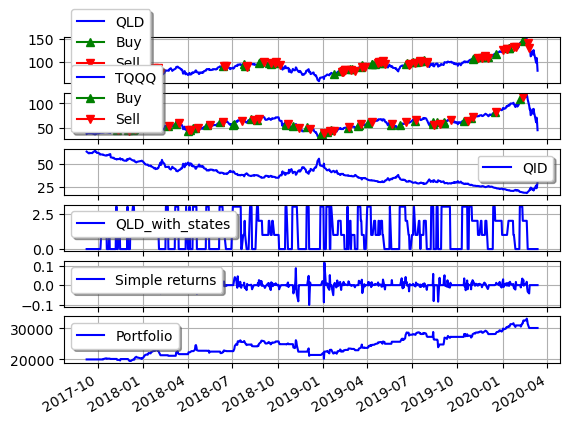 QLD
Buy
Sell
150
100
TQQQ
Buy
Sell
100
50
QID
50
25
QLD_with_states
2.5
0.0
Simple returns
0.1
0.0
−0.1
Portfolio
30000
20000
2017-10
2018-01
2018-04
2018-07
2018-10
2019-01
2019-04
2019-07
2019-10
2020-01
2020-04